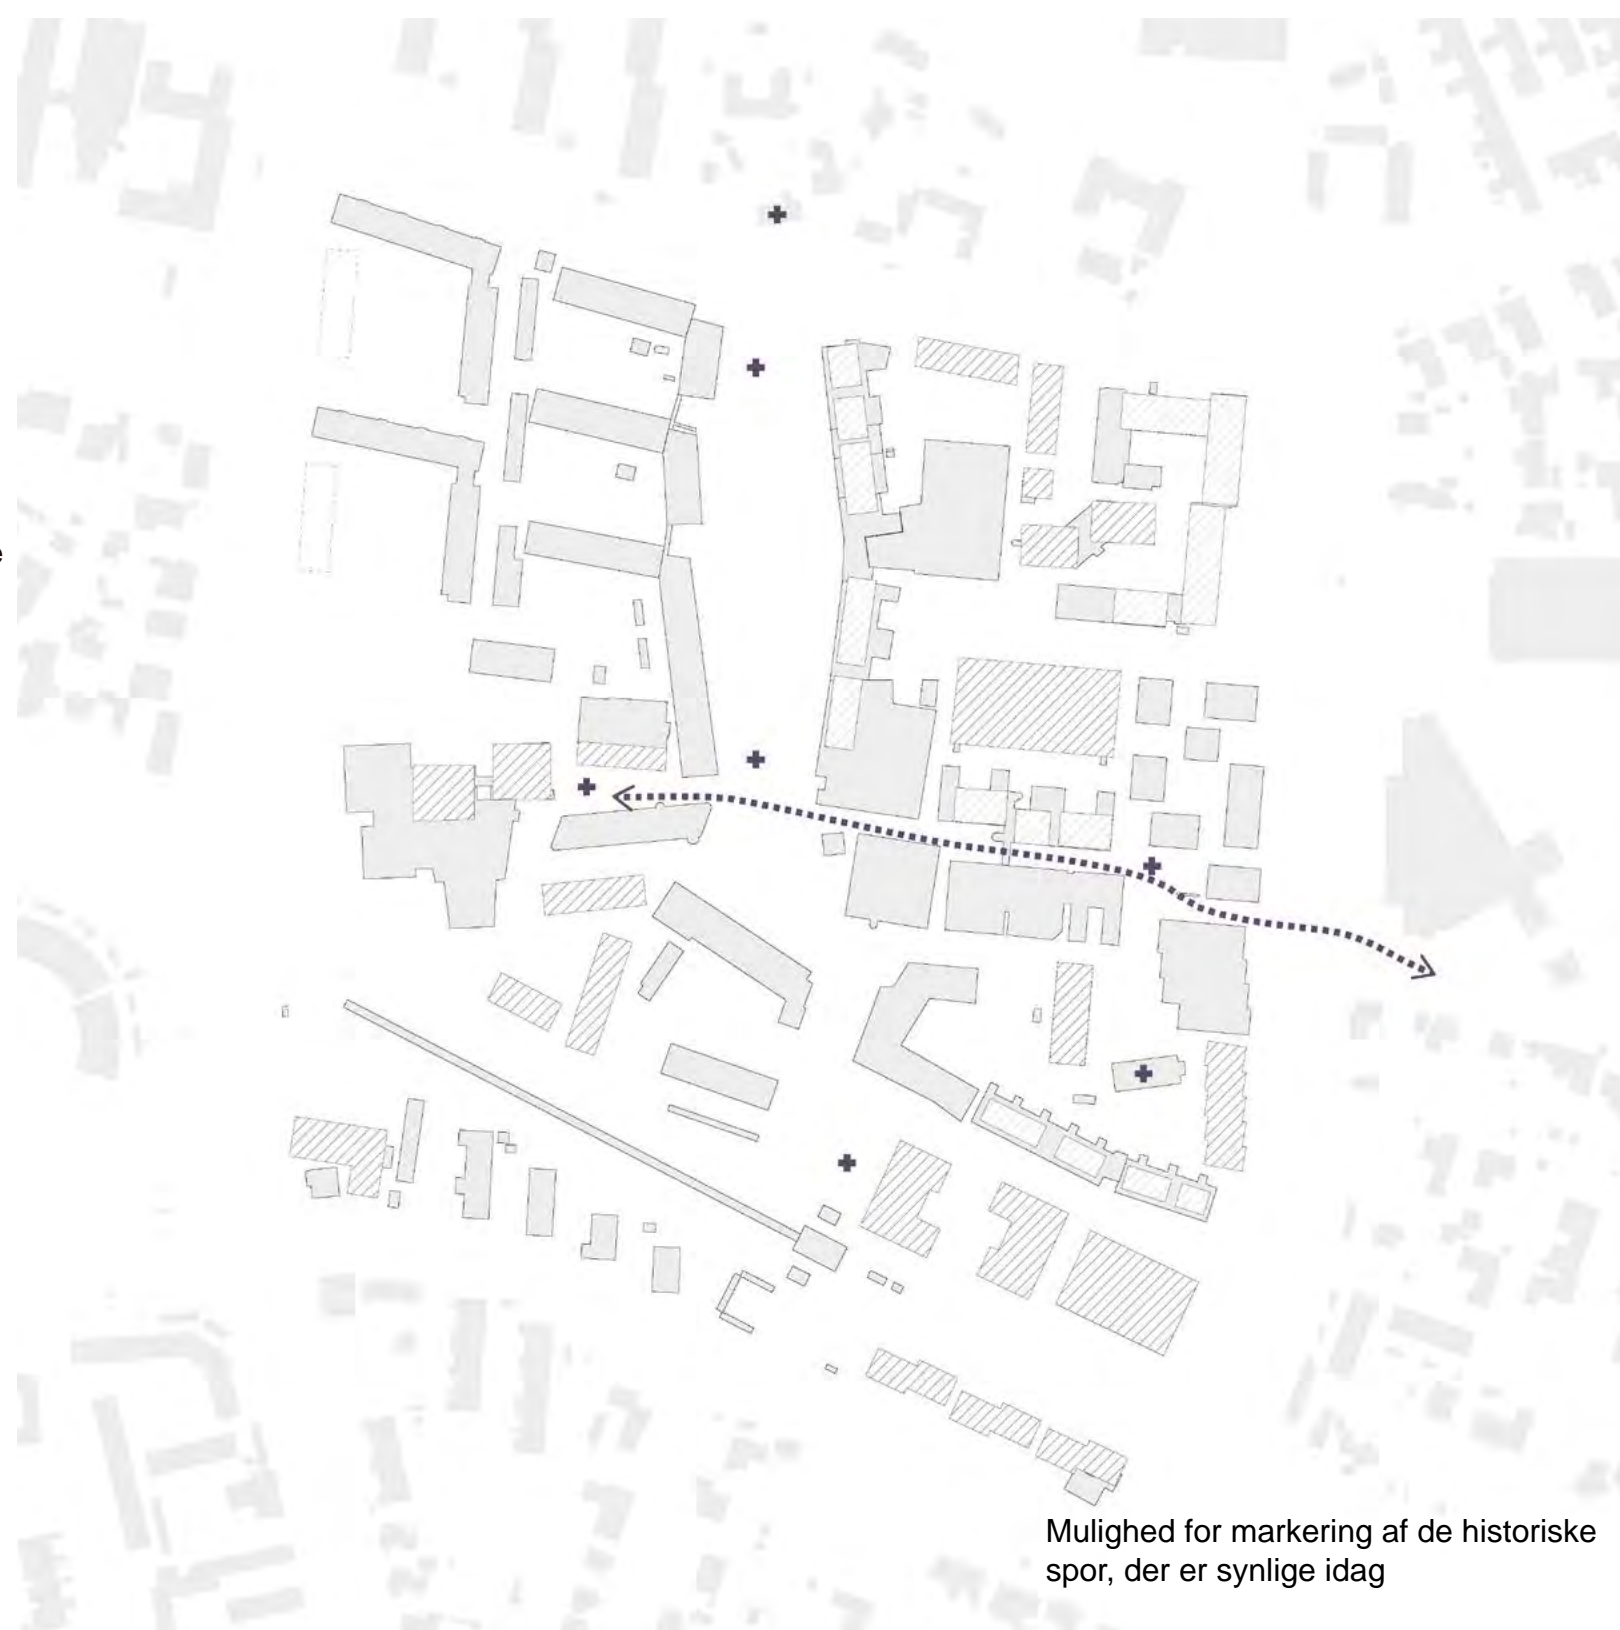 Mulighed for markering af de historiske
spor, der er synlige idag